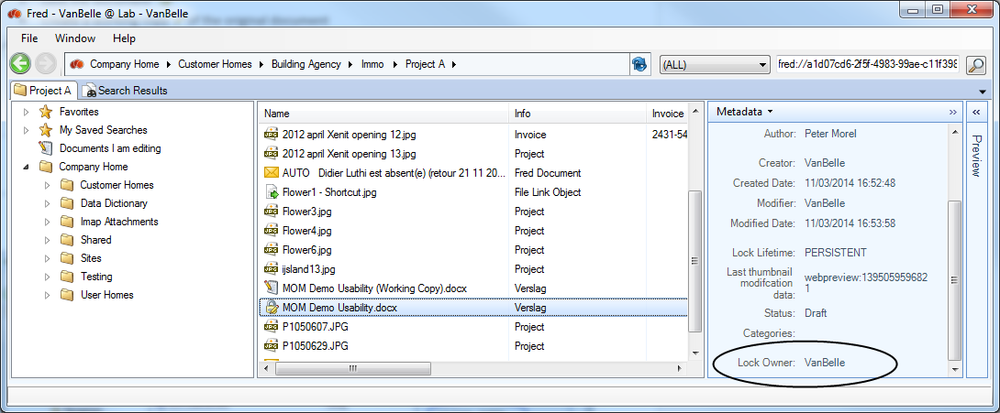 of the original document
Fred - VanBelle @ Lab - VanBelle
File Window Help
Company Home Customer Homes Building Agency Immo Project A (ALL) fred://a1d07cd6-2f5f-4983-99ae-c11f398
Project A Search Results
Favorites
My Saved Searches
Documents I am editing
Company Home
Customer Homes
Data Dictionary
Imap Attachments
Shared
Sites
Testing
User Homes
Name Info Invoice
2012 april Xenit opening 12.jpg Invoice 2431-54
2012 april Xenit opening 13.jpg Project
AUTO Didier Luthi est absent(e) (retour 21 11 20... Fred Document
Flower1 - Shortcut.jpg File Link Object
Flower3.jpg Project
Flower4.jpg Project
Flower6.jpg Project
ijsland13.jpg Project
MOM Demo Usability (Working Copy).docx Verslag
MOM Demo Usability.docx Verslag
P1050607.JPG Project
P1050629.JPG Project
Metadata
Author: Peter Morel
Creator: VanBelle
Created Date: 11/03/2014 16:52:48
Modifier: VanBelle
Modified Date: 11/03/2014 16:53:58
Lock Lifetime: PERSISTENT
Last thumbnail
modifcation
data:
webpreview:139505959682
1
Status: Draft
Categories:
Lock Owner: VanBelle
Preview